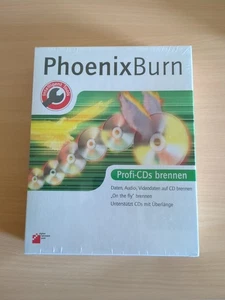 PhoenixBurn
Profi-CDs brennen
Daten, Audio, Videodaten auf CD brennen
„On the fly" brennen
Unterstützt CDs mit Überlänge